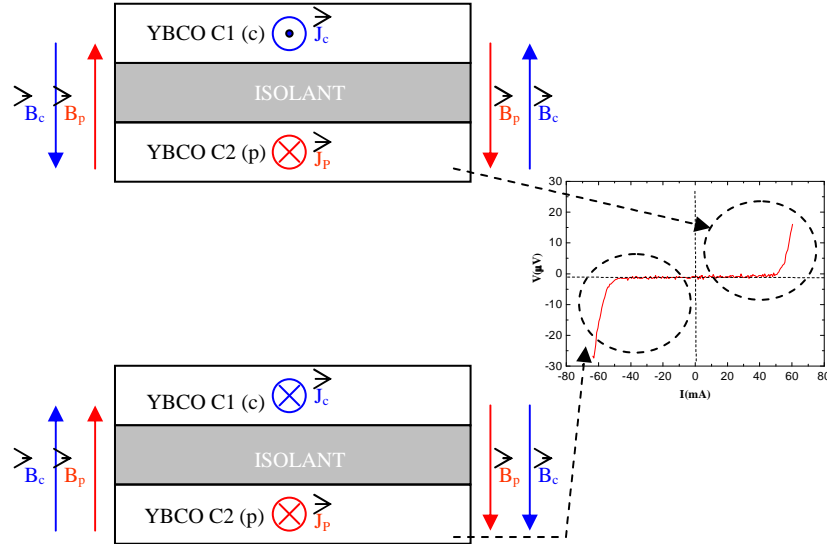 YBCO C1 (c)
J_c
ISOLANT
YBCO C2 (p)
J_P
B_c
B_p
B_p
B_c
30
20
10
0
-10
-20
-30
V(µV)
-80 -60 -40 -20 0 20 40 60 80
I(mA)
YBCO C1 (c)
J_c
ISOLANT
YBCO C2 (p)
J_P
B_c
B_p
B_p
B_c